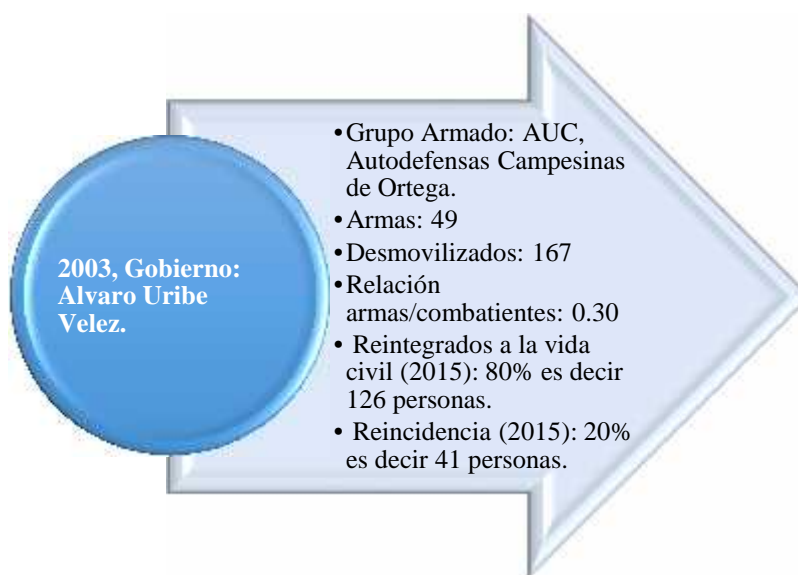 2003, Gobierno:
Alvaro Uribe
Velez.
•Grupo Armado: AUC,
Autodefensas Campesinas
de Ortega.
•Armas: 49
•Desmovilizados: 167
•Relación
armas/combatientes: 0.30
• Reintegrados a la vida
civil (2015): 80% es decir
126 personas.
• Reincidencia (2015): 20%
es decir 41 personas.